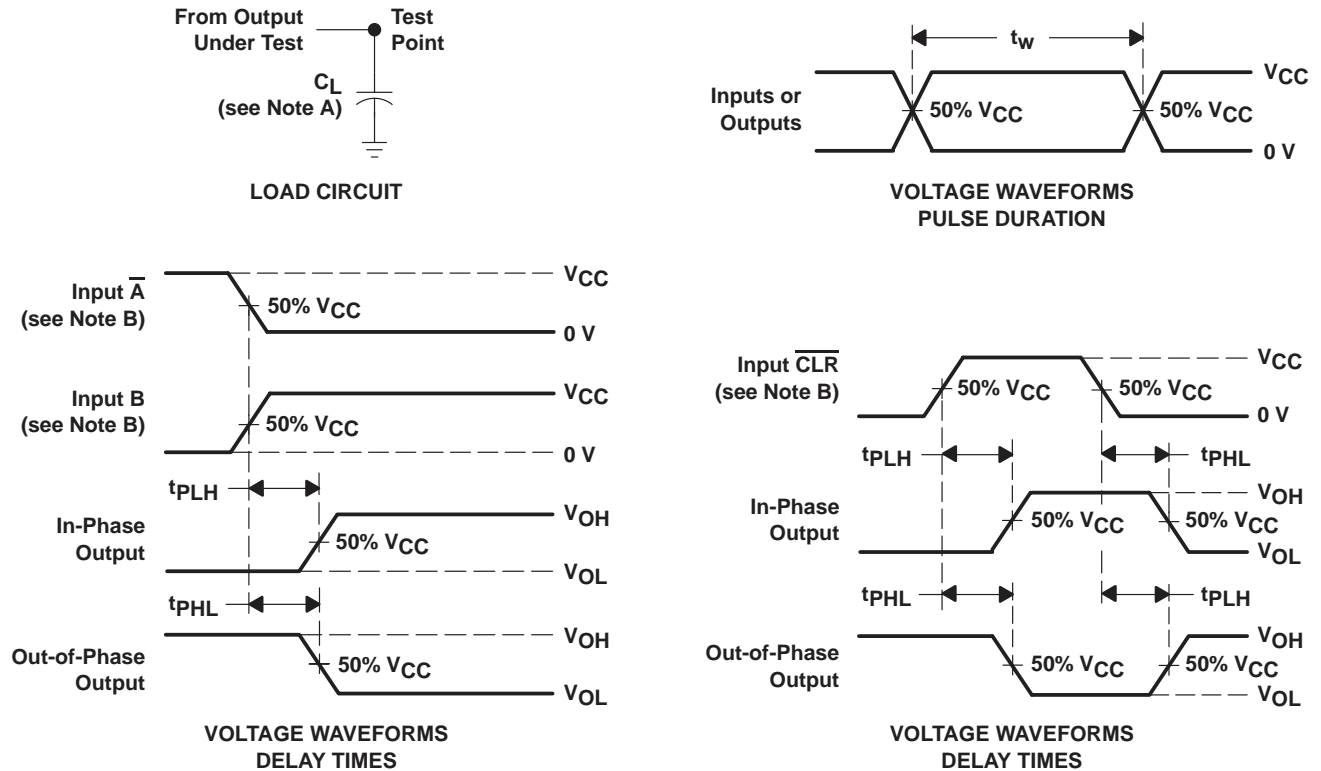 From Output
Under Test
Test
Point
CL
(see Note A)
LOAD CIRCUIT
tw
Inputs or
Outputs
50% VCC
50% VCC
VCC
0 V
VOLTAGE WAVEFORMS
PULSE DURATION
Input A̅
(see Note B)
50% VCC
VCC
0 V
Input B
(see Note B)
50% VCC
VCC
0 V
tPLH
In-Phase
Output
50% VCC
VOH
VOL
tPHL
Out-of-Phase
Output
50% VCC
VOH
VOL
VOLTAGE WAVEFORMS
DELAY TIMES
Input C̅L̅R̅
(see Note B)
50% VCC
50% VCC
VCC
0 V
tPLH
tPHL
In-Phase
Output
50% VCC
50% VCC
VOH
VOL
tPHL
tPLH
Out-of-Phase
Output
50% VCC
50% VCC
VOH
VOL
VOLTAGE WAVEFORMS
DELAY TIMES